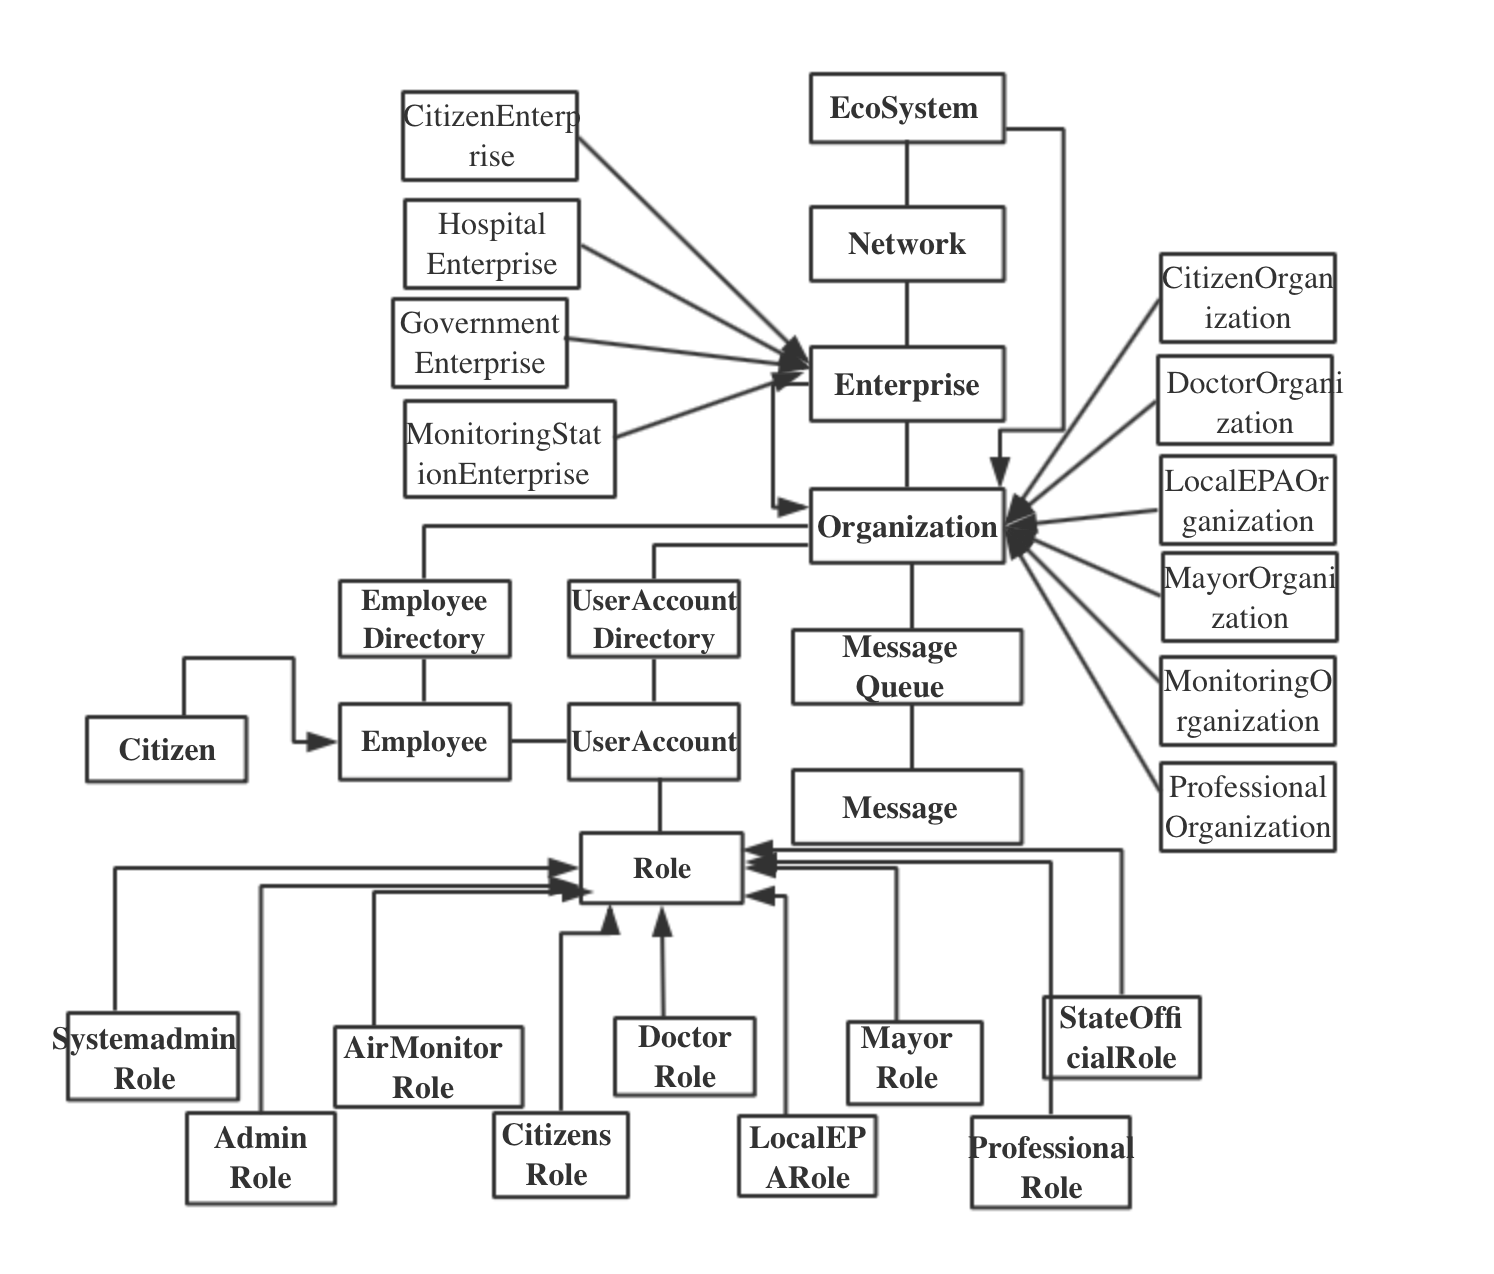 EcoSystem
CitizenEnterp
rise
Hospital
Enterprise
Network
CitizenOrgan
ization
Government
Enterprise
Enterprise
DoctorOrgani
zation
MonitoringStat
ionEnterprise
LocalEPAOr
ganization
Organization
MayorOrgani
zation
Employee
Directory
UserAccount
Directory
Message
Queue
MonitoringO
rganization
Citizen
Employee
UserAccount
Message
Professional
Organization
Role
Systemadmin
Role
AirMonitor
Role
Doctor
Role
Mayor
Role
StateOffi
cialRole
Admin
Role
Citizens
Role
LocalEP
ARole
Professional
Role